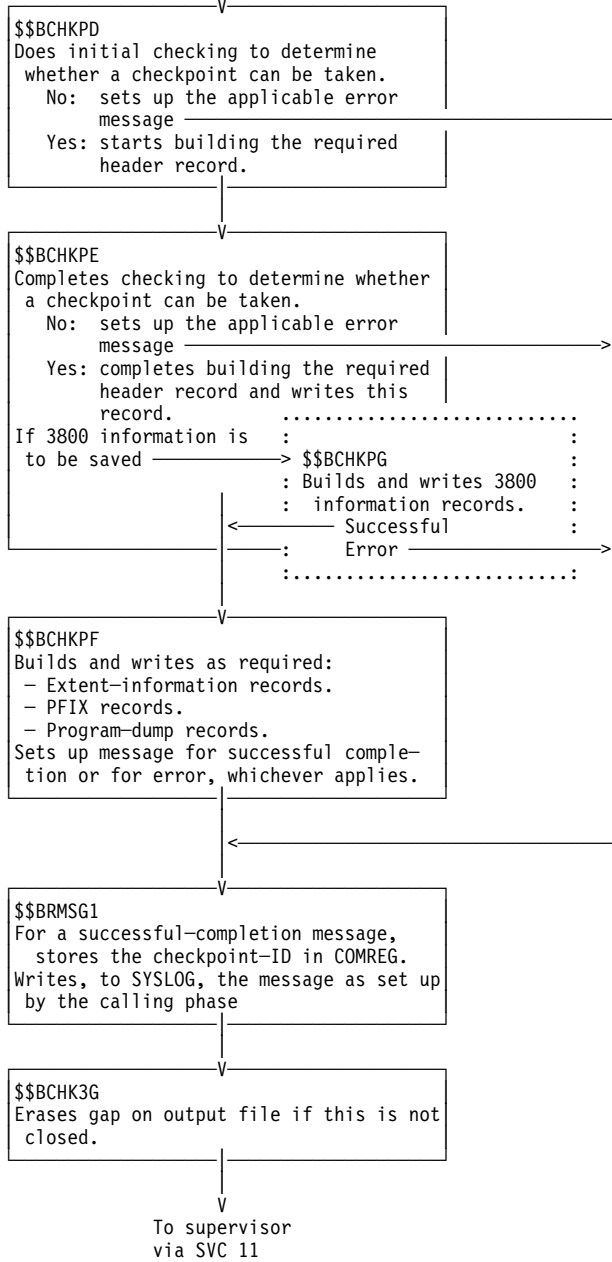 $$BCHKPD
Does initial checking to determine
whether a checkpoint can be taken.
No: sets up the applicable error
message
Yes: starts building the required
header record.
$$BCHKPE
Completes checking to determine whether
a checkpoint can be taken.
No: sets up the applicable error
message
Yes: completes building the required
header record and writes this
record.
If 3800 information is
to be saved
$$BCHKPG
Builds and writes 3800
information records.
Successful
Error
$$BCHKPF
Builds and writes as required:
— Extent—information records.
— PFIX records.
— Program—dump records.
Sets up message for successful comple—
tion or for error, whichever applies.
$$BRMSG1
For a successful—completion message,
stores the checkpoint—ID in COMREG.
Writes, to SYSLOG, the message as set up
by the calling phase
$$BCHK3G
Erases gap on output file if this is not
closed.
To supervisor
via SVC 11